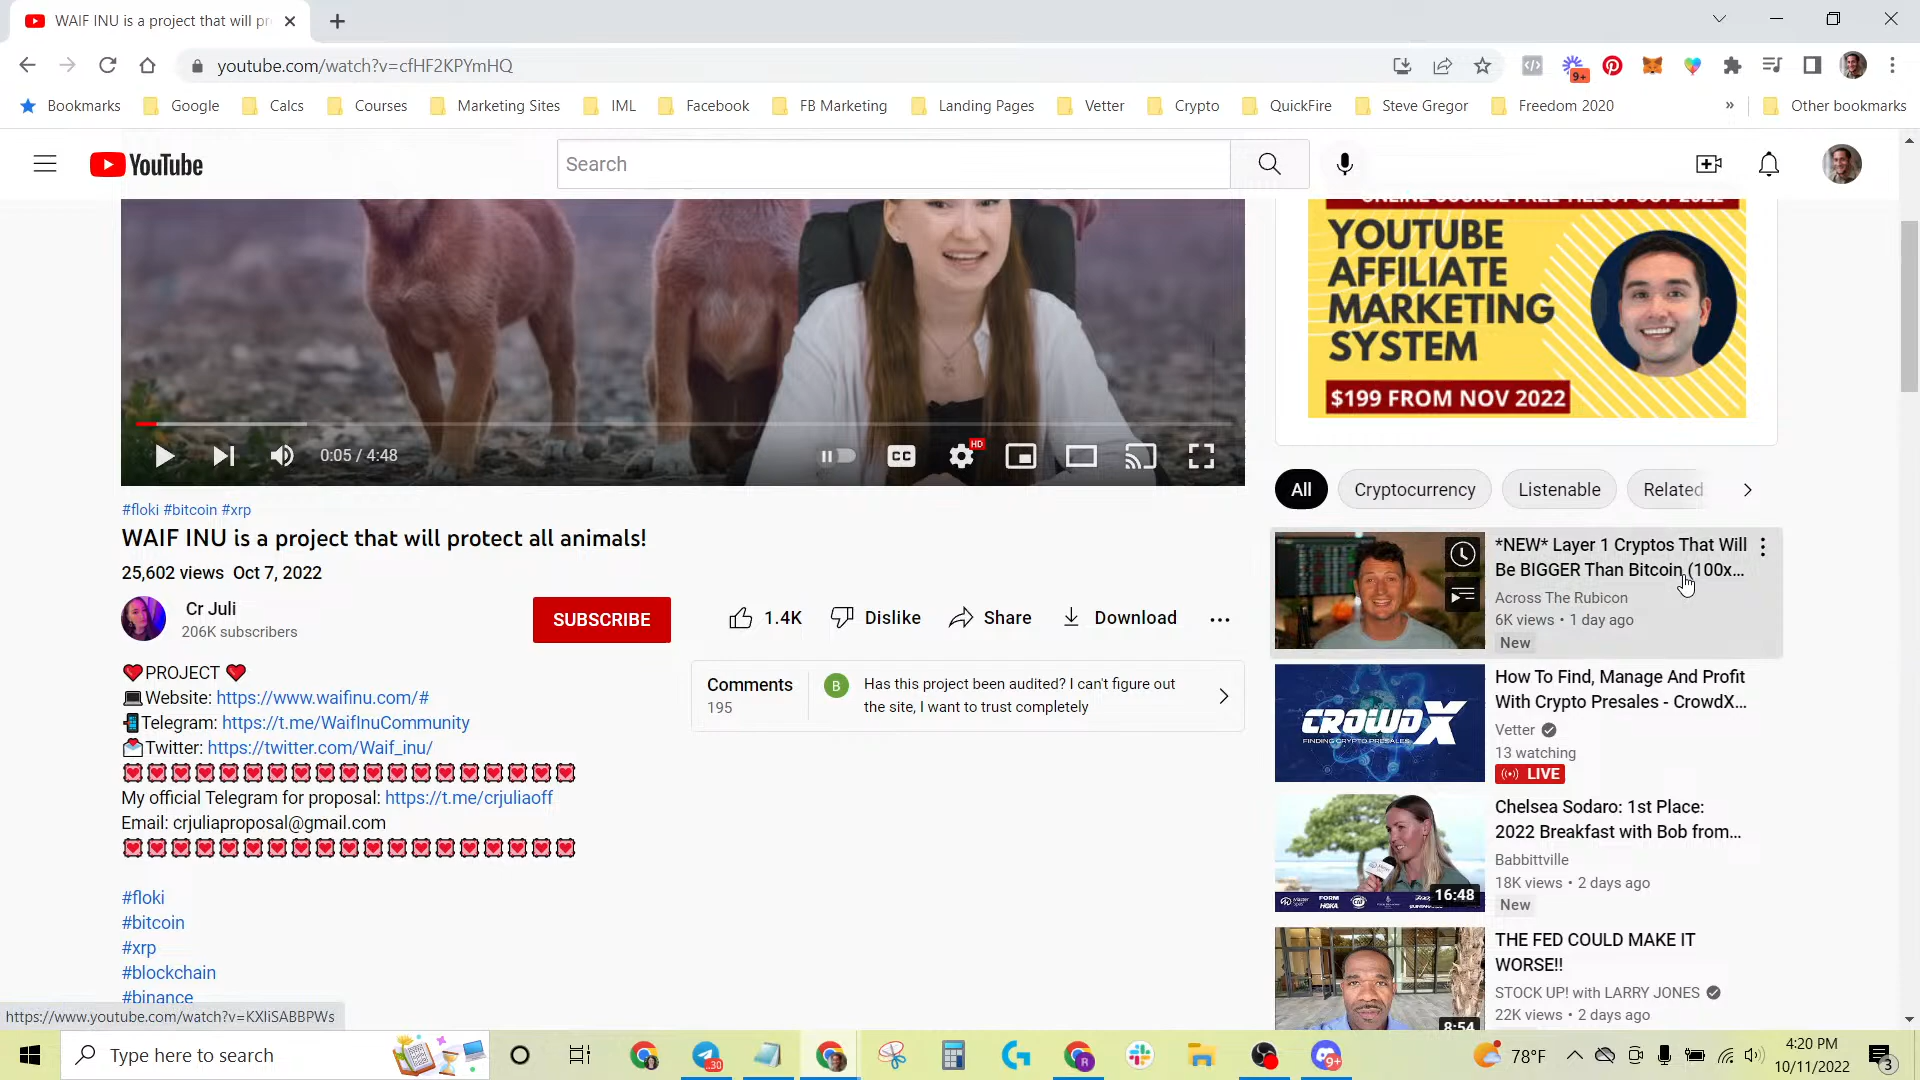 WAIF INU is a project that will pr
youtube.com/watch?v=cfHF2KPYmHQ
9+
Bookmarks
Google
Calcs
Courses
Marketing Sites
IML
Facebook
FB Marketing
Landing Pages
Vetter
Crypto
QuickFire
Steve Gregor
Freedom 2020
»
Other bookmarks
YouTube
Search
0:05 / 4:48
CC
HD
#floki #bitcoin #xrp
WAIF INU is a project that will protect all animals!
25,602 views Oct 7, 2022
Cr Juli
206K subscribers
SUBSCRIBE
1.4K
Dislike
Share
Download
PROJECT
Website: https://www.waifinu.com/#
Telegram: https://t.me/WaifInuCommunity
Twitter: https://twitter.com/Waif_inu/
My official Telegram for proposal: https://t.me/crjuliaoff
Email: crjuliaproposal@gmail.com
#floki
#bitcoin
#xrp
#blockchain
#binance
Comments
195
B
Has this project been audited? I can't figure out
the site, I want to trust completely
ONLINE COURSE FREE TILL 31 OCT 2022
YOUTUBE
AFFILIATE
MARKETING
SYSTEM
$199 FROM NOV 2022
All
Cryptocurrency
Listenable
Related
*NEW* Layer 1 Cryptos That Will
Be BIGGER Than Bitcoin (100x...
Across The Rubicon
6K views • 1 day ago
New
CROWDX
FINDING CRYPTO PRESALES
How To Find, Manage And Profit
With Crypto Presales - CrowdX...
Vetter
13 watching
LIVE
16:48
FORM
HOKA
Chelsea Sodaro: 1st Place:
2022 Breakfast with Bob from...
Babbittville
18K views • 2 days ago
New
8:54
THE FED COULD MAKE IT
WORSE!!
STOCK UP! with LARRY JONES
22K views • 2 days ago
https://www.youtube.com/watch?v=KXIiSABBPWs
Type here to search
30
R
9+
78°F
4:20 PM
10/11/2022
3